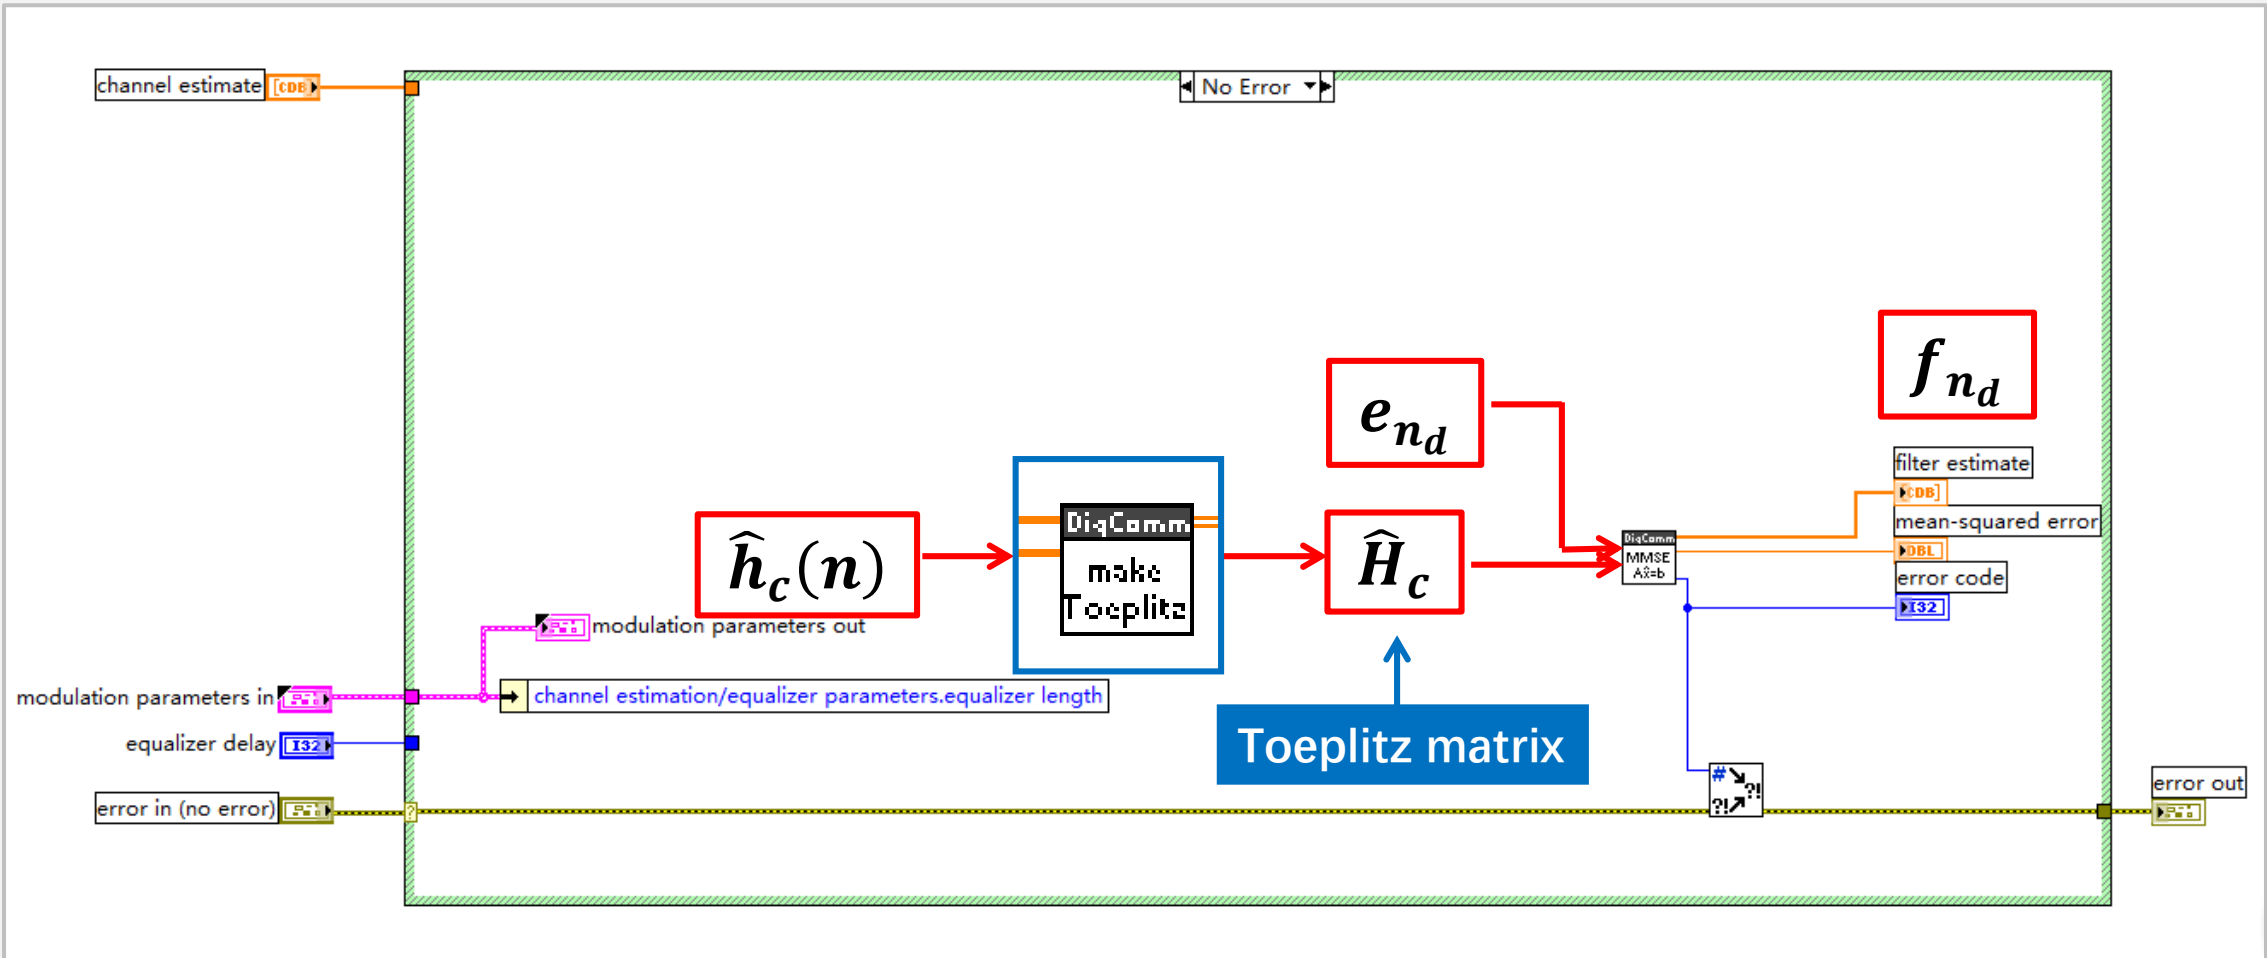 channel estimate
[CDB]
No Error
f_{n_d}
e_{n_d}
filter estimate
CDB]
mean-squared error
DBL
error code
I32
DigComm
make
Toeplitz
ĥ_c(n)
Ĥ_c
DigComm
MMSE
Ax̂=b
modulation parameters out
modulation parameters in
channel estimation/equalizer parameters.equalizer length
equalizer delay
I32
Toeplitz matrix
#
?!
?!
error in (no error)
?
error out